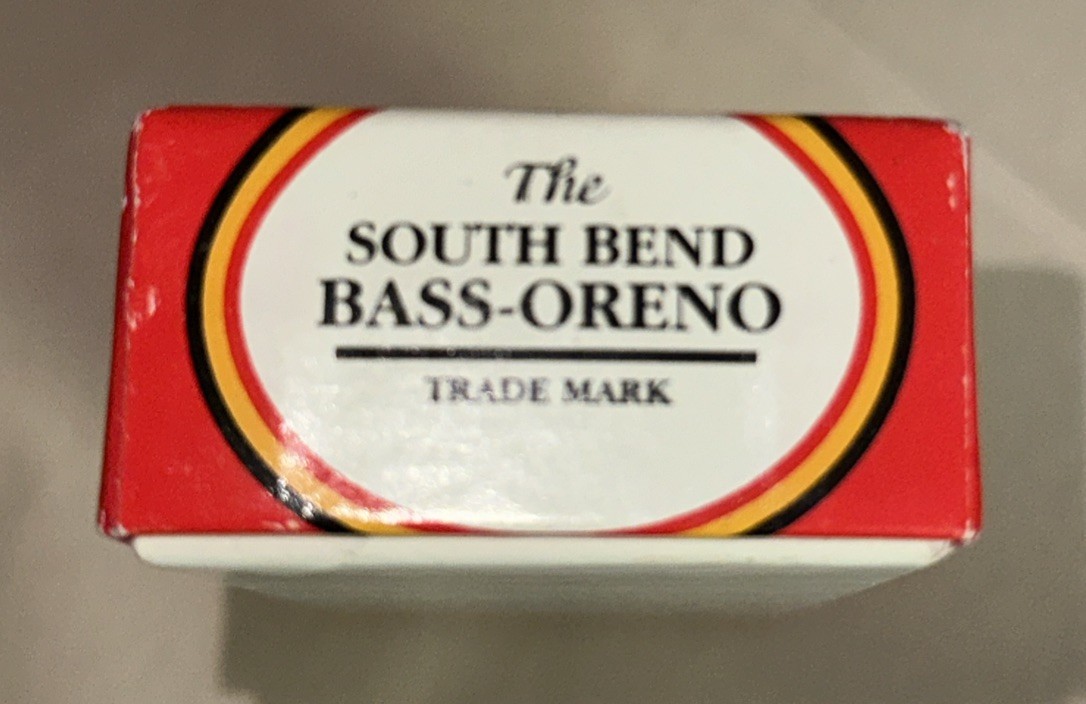 The
SOUTH BEND
BASS-ORENO
TRADE MARK